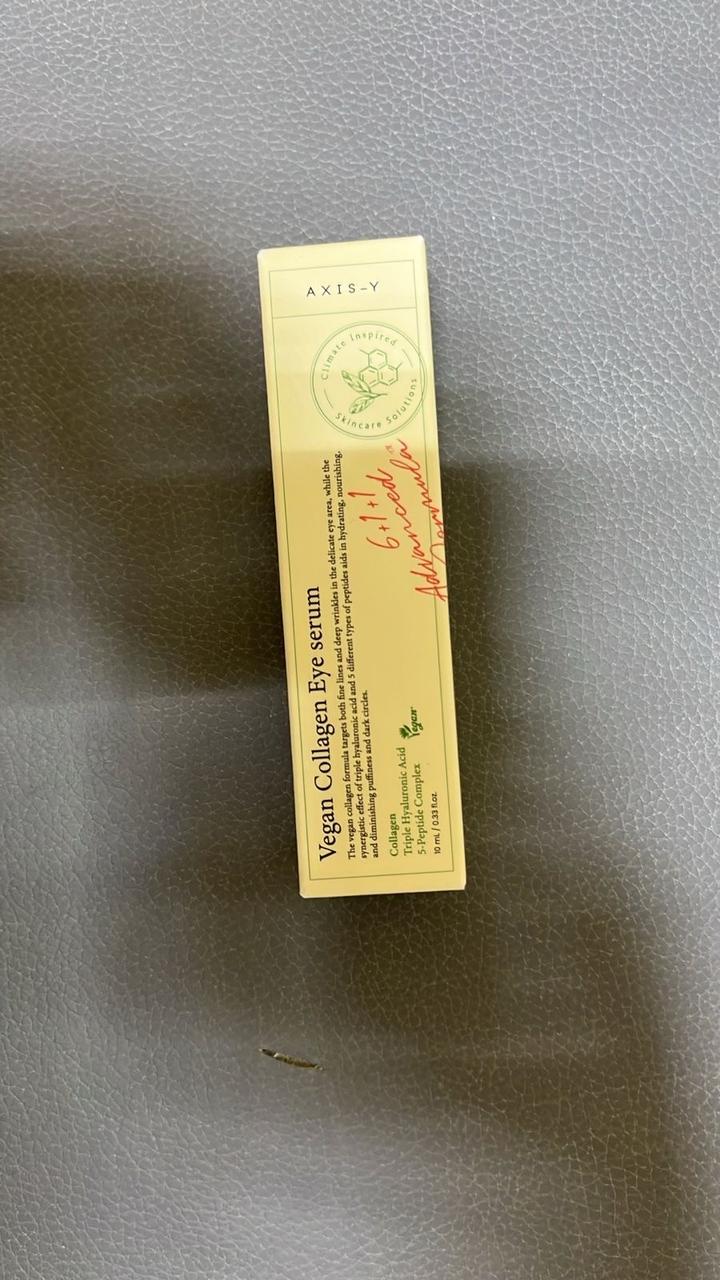 AXIS-Y
Climate Inspired
Skincare Solutions
Vegan Collagen Eye serum
The vegan collagen formula targets both fine lines and deep wrinkles in the delicate eye area, while the
synergistic effect of triple hyaluronic acid and 5 different types of peptides aids in hydrating, nourishing,
and diminishing puffiness and dark circles.
6+1+1
Advanced
Formula
Collagen
Triple Hyaluronic Acid
5-Peptide Complex
Vegan
10 mL / 0.33 fl.oz.